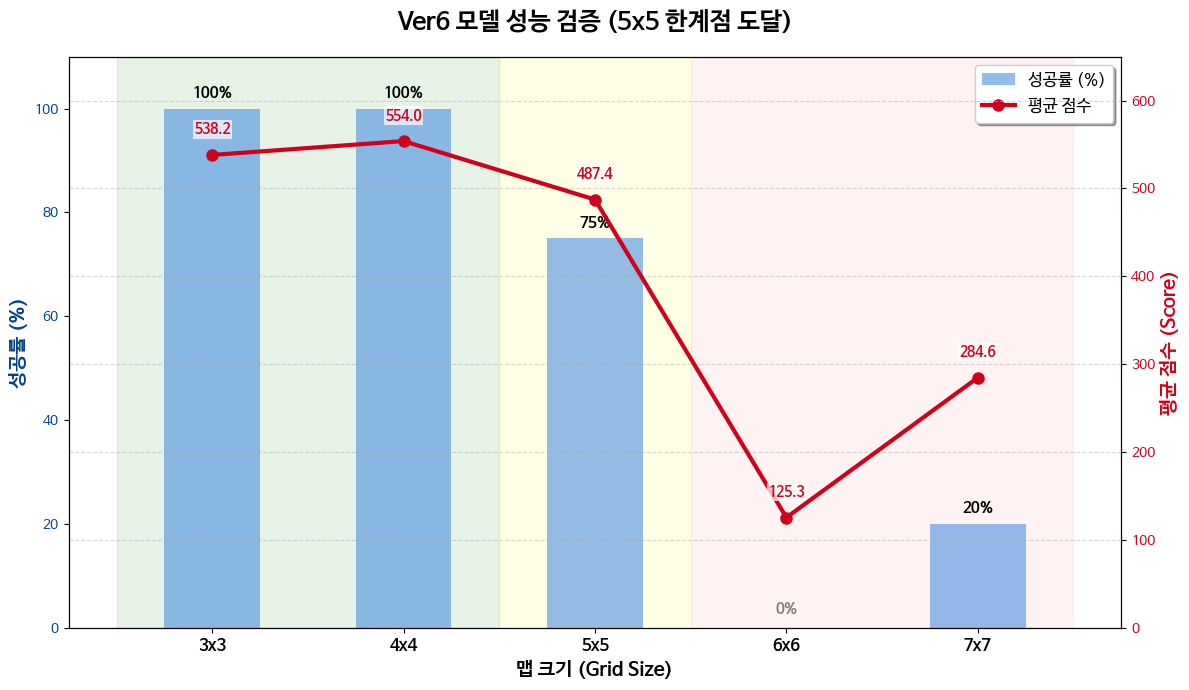 Ver6 모델 성능 검증 (5x5 한계점 도달)
성공률 (%)
평균 점수
100%
100%
538.2
554.0
487.4
75%
284.6
125.3
20%
0%
100
80
60
40
20
0
성공률 (%)
600
500
400
300
200
100
0
평균 점수 (Score)
3x3
4x4
5x5
6x6
7x7
맵 크기 (Grid Size)